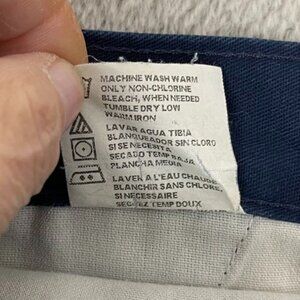 MACHINE WASH WARM
ONLY NON-CHLORINE
BLEACH, WHEN NEEDED
TUMBLE DRY LOW
WARM IRON
LAVAR AGUA TIBIA
BLANQUEADOR SIN CLORO
SI SE NECESITA
SECADO TEMP BAJA
PLANCHA MEDIA
LAVER A L'EAU CHAUDE
BLANCHIR SANS CHLORE,
SI NECESSAIRE
SEC TEMP DOUX